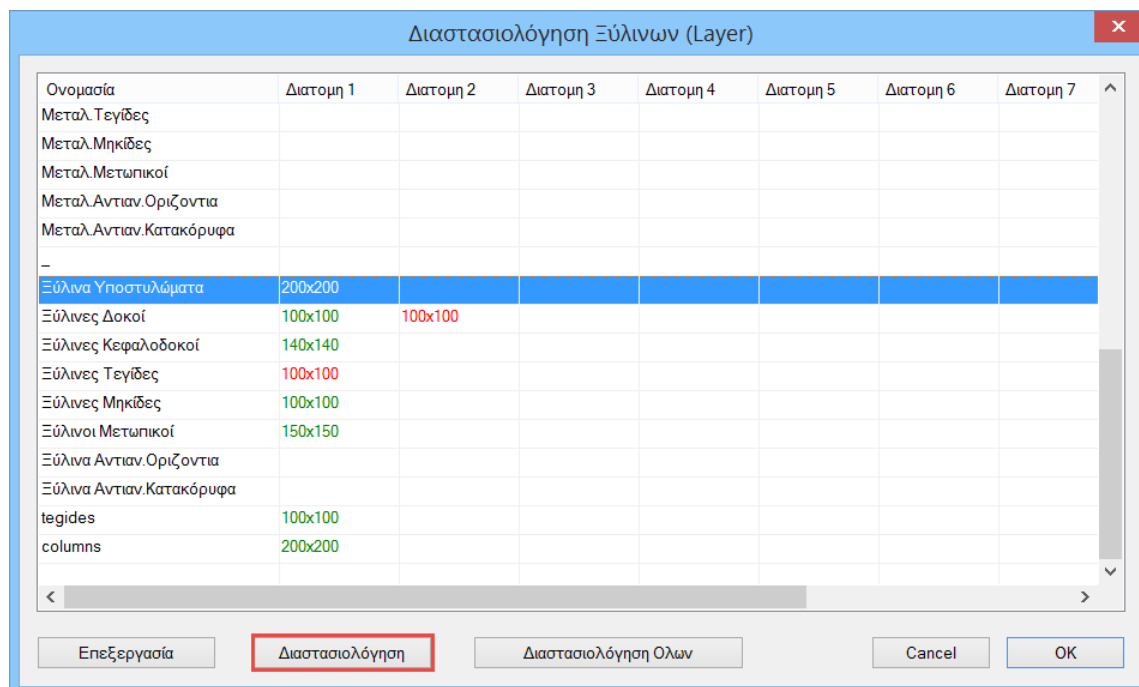 Διαστασιολόγηση Ξύλινων (Layer)
Ονομασία Διατομη 1 Διατομη 2 Διατομη 3 Διατομη 4 Διατομη 5 Διατομη 6 Διατομη 7
Μεταλ.Τεγίδες
Μεταλ.Μηκίδες
Μεταλ.Μετωπικοί
Μεταλ.Αντιαν.Οριζοντια
Μεταλ.Αντιαν.Κατακόρυφα
_
Ξύλινα Υποστυλώματα 200x200
Ξύλινες Δοκοί 100x100 100x100
Ξύλινες Κεφαλοδοκοί 140x140
Ξύλινες Τεγίδες 100x100
Ξύλινες Μηκίδες 100x100
Ξύλινοι Μετωπικοί 150x150
Ξύλινα Αντιαν.Οριζοντια
Ξύλινα Αντιαν.Κατακόρυφα
tegides 100x100
columns 200x200
Επεξεργασία Διαστασιολόγηση Διαστασιολόγηση Ολων Cancel OK